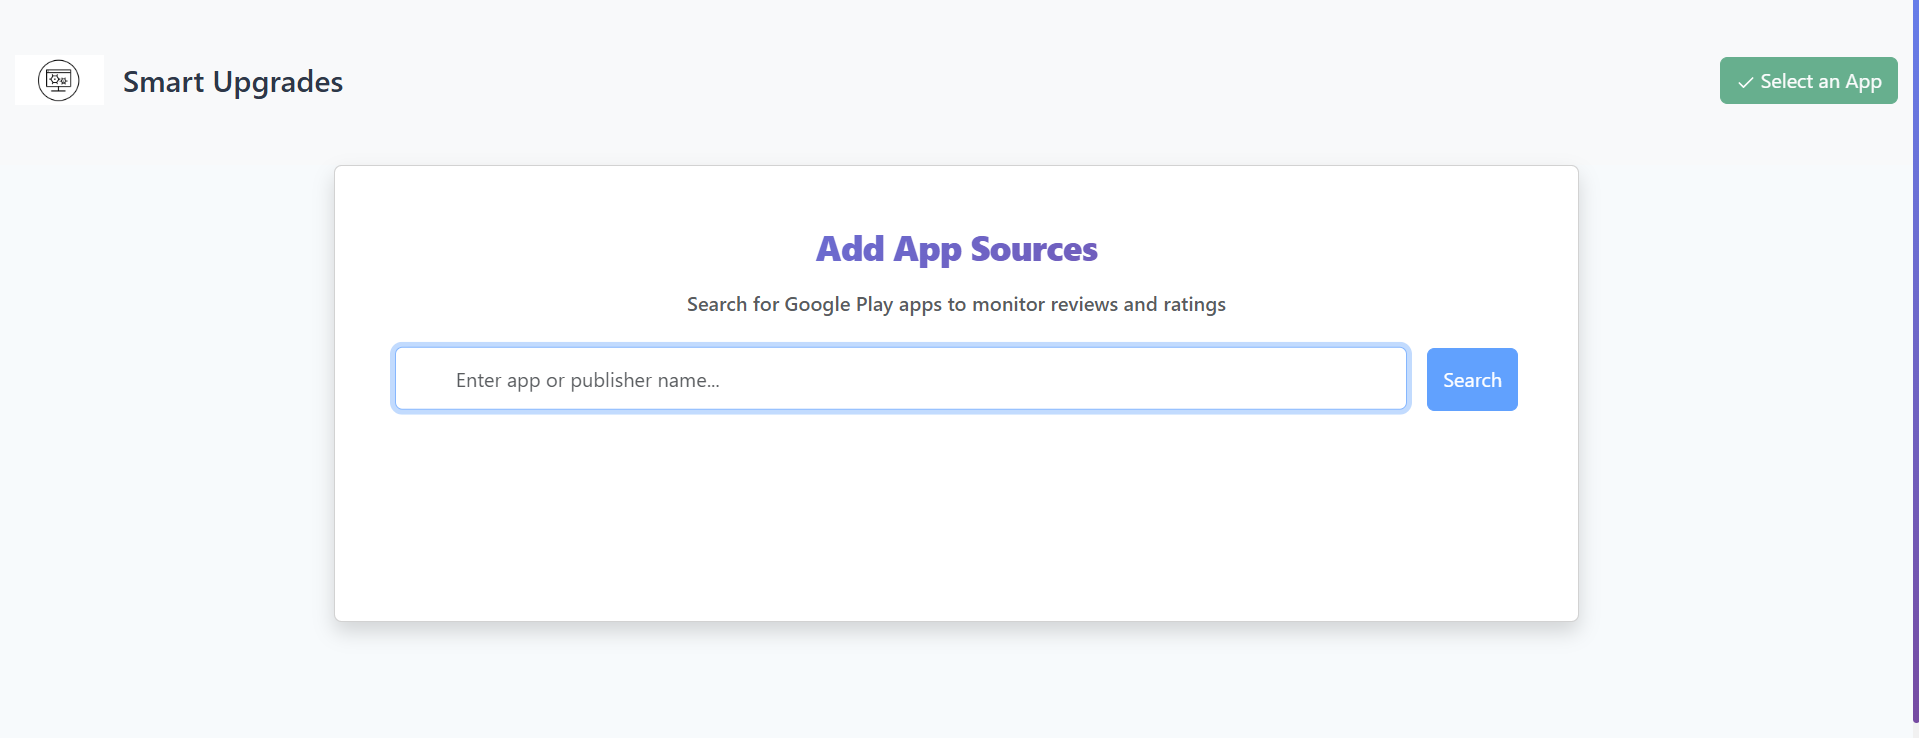 Smart Upgrades
✓ Select an App
Add App Sources
Search for Google Play apps to monitor reviews and ratings
Enter app or publisher name...
Search